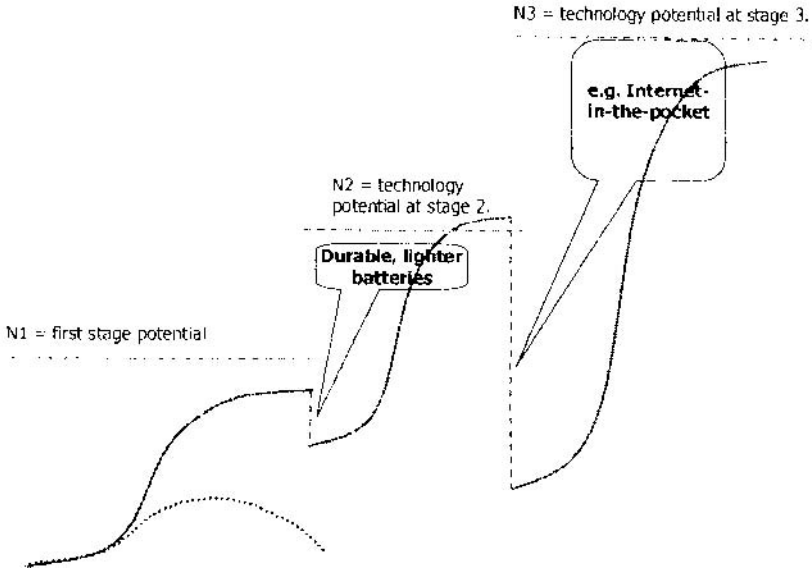 N3 = technology potential at stage 3.
e.g. Internet-
in-the-pocket
N2 = technology
potential at stage 2.
Durable, lighter
batteries
N1 = first stage potential